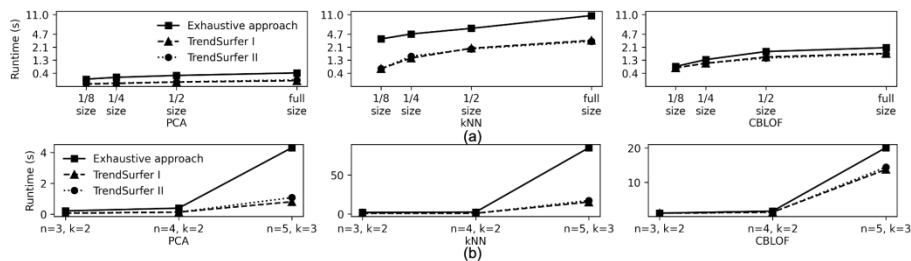 Runtime (s)
11.0
4.7
2.1
1.3
0.4
Exhaustive approach
TrendSurfer I
TrendSurfer II
1/8 size
1/4 size
1/2 size
full size
PCA
11.0
4.7
2.1
1.3
0.4
1/8 size
1/4 size
1/2 size
full size
kNN
11.0
4.7
2.1
1.3
0.4
1/8 size
1/4 size
1/2 size
full size
CBLOF
(a)
Runtime (s)
4
2
0
Exhaustive approach
TrendSurfer I
TrendSurfer II
n=3, k=2
n=4, k=2
n=5, k=3
PCA
50
0
n=3, k=2
n=4, k=2
n=5, k=3
kNN
20
10
n=3, k=2
n=4, k=2
n=5, k=3
CBLOF
(b)